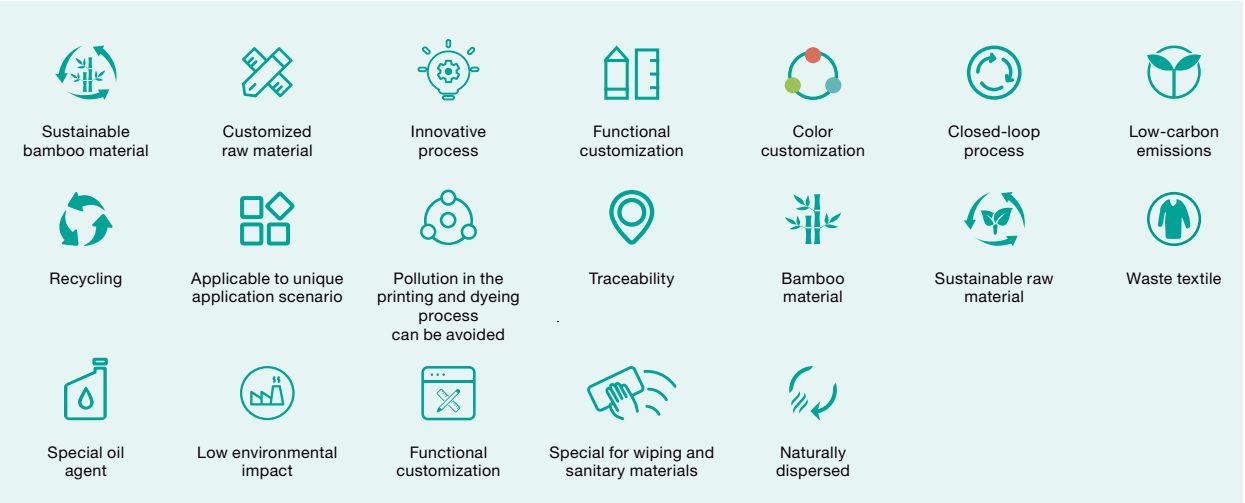 Sustainable
bamboo material
Customized
raw material
Innovative
process
Functional
customization
Color
customization
Closed-loop
process
Low-carbon
emissions
Recycling
Applicable to unique
application scenario
Pollution in the
printing and dyeing
process
can be avoided
Traceability
Bamboo
material
Sustainable raw
material
Waste textile
Special oil
agent
Low environmental
impact
Functional
customization
Special for wiping and
sanitary materials
Naturally
dispersed